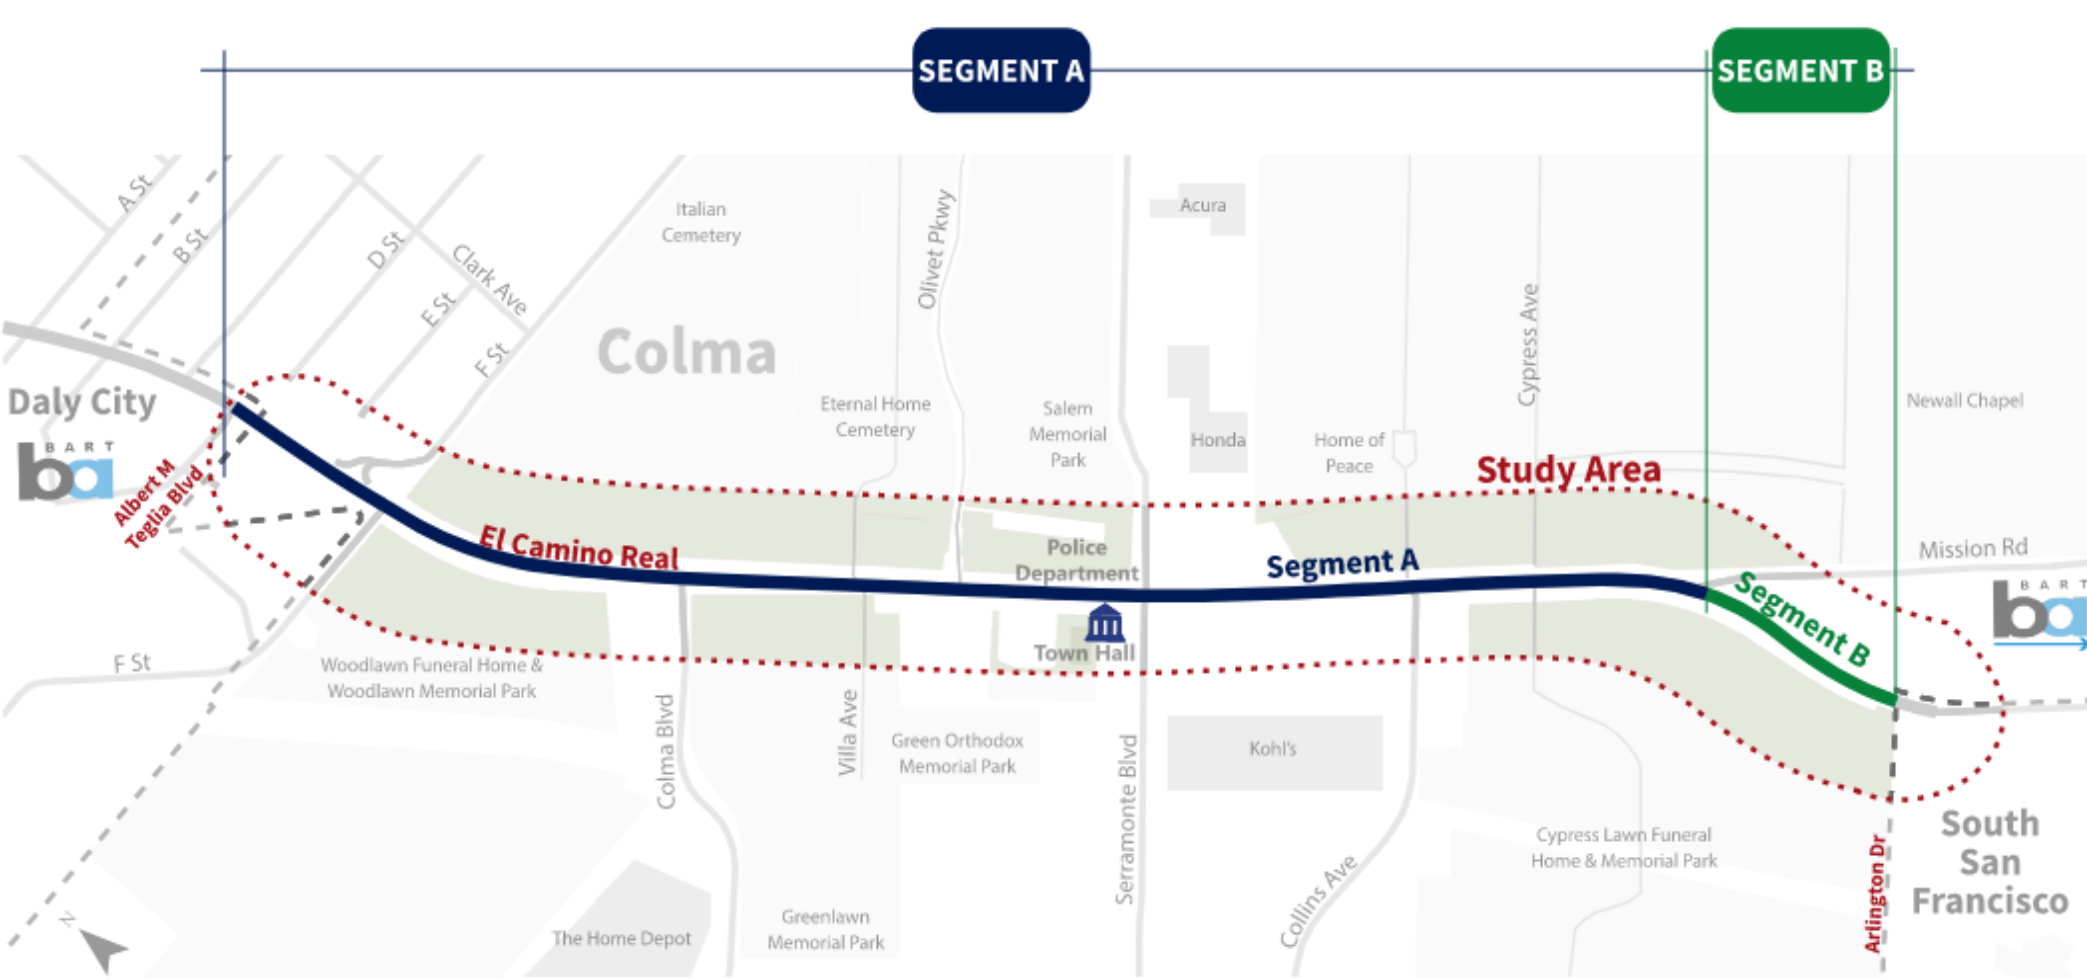 SEGMENT A
SEGMENT B
A St
B St
D St
Clark Ave
E St
F St
Italian
Cemetery
Olivet Pkwy
Acura
Cypress Ave
Colma
Daly City
BART
ba
Albert M
Teglia Blvd
Eternal Home
Cemetery
Salem
Memorial
Park
Honda
Home of
Peace
Newall Chapel
Study Area
El Camino Real
Police
Department
Segment A
Mission Rd
Segment B
BART
ba
Town Hall
F St
Woodlawn Funeral Home &
Woodlawn Memorial Park
Colma Blvd
Villa Ave
Green Orthodox
Memorial Park
Serramonte Blvd
Kohl's
Collins Ave
Cypress Lawn Funeral
Home & Memorial Park
Arlington Dr
South
San
Francisco
N
The Home Depot
Greenlawn
Memorial Park